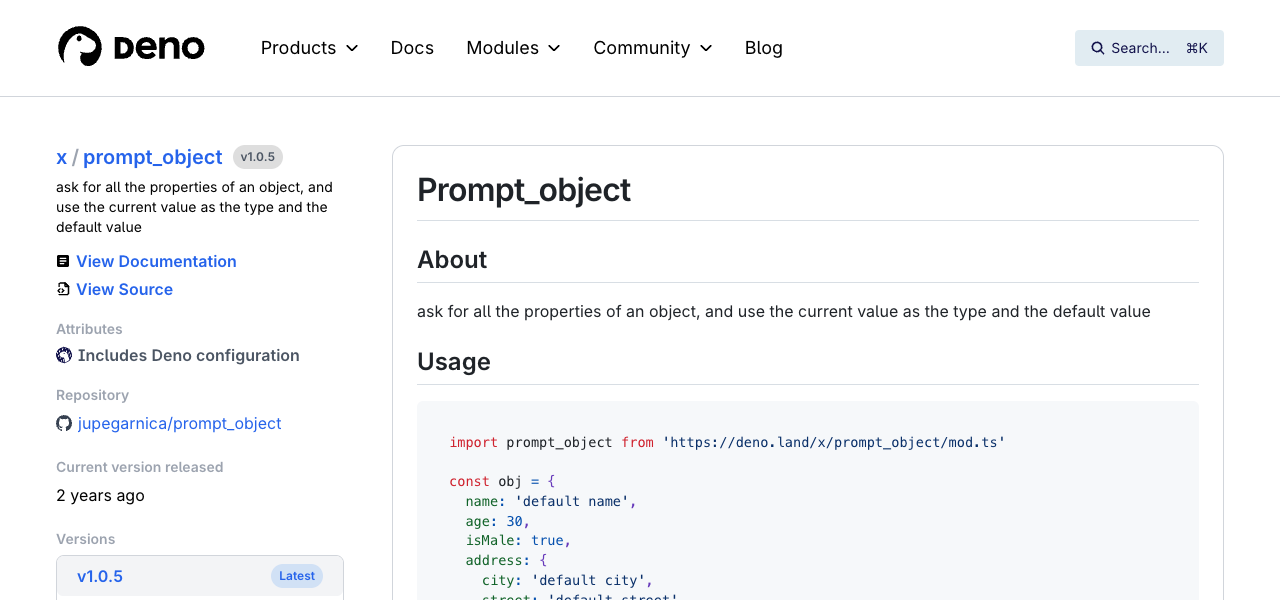 DENO
Products
Docs
Modules
Community
Blog
Search... ⌘K
x / prompt_object v1.0.5
ask for all the properties of an object, and
use the current value as the type and the
default value
View Documentation
View Source
Attributes
Includes Deno configuration
Repository
jupegarnica/prompt_object
Current version released
2 years ago
Versions
v1.0.5 Latest
Prompt_object
About
ask for all the properties of an object, and use the current value as the type and the default value
Usage
import prompt_object from 'https://deno.land/x/prompt_object/mod.ts'
const obj = {
  name: 'default name',
  age: 30,
  isMale: true,
  address: {
    city: 'default city',
    street: 'default street'